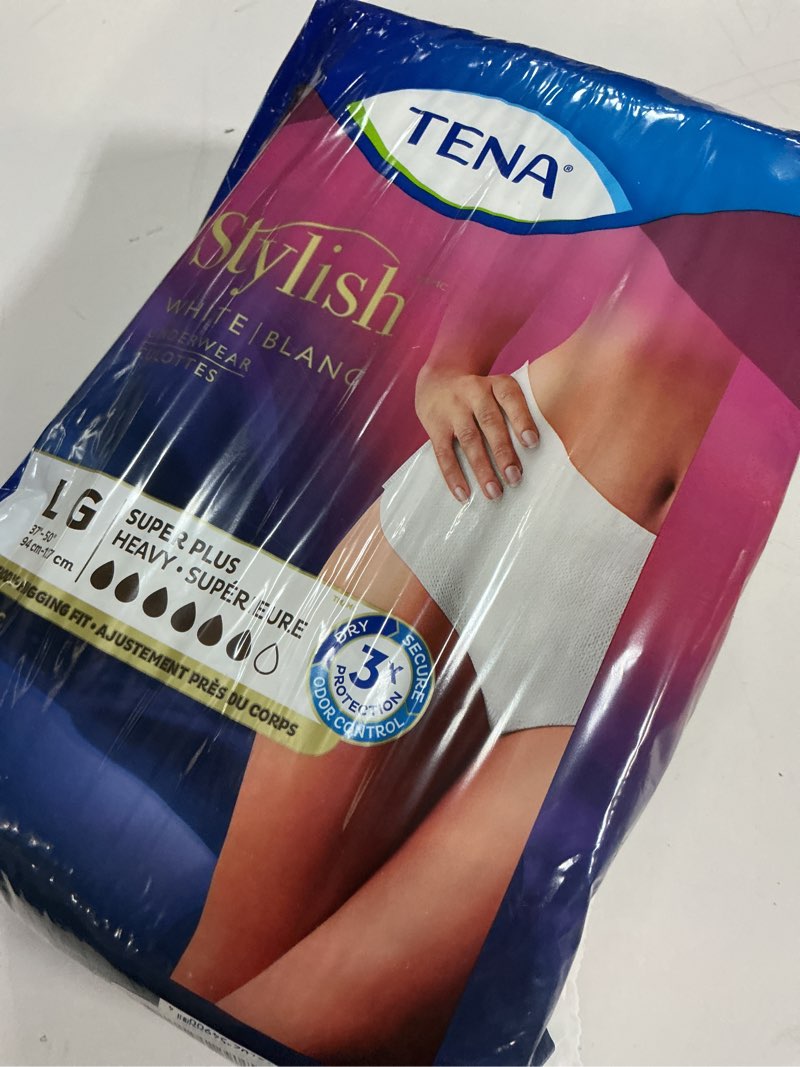 TENA®
Stylish
WHITE | BLANC
UNDERWEAR
CULOTTES
LG
37"-50"
94 cm-117 cm
SUPER PLUS
HEAVY • SUPÉRIEURE
HUGGING FIT • AJUSTEMENT PRÈS DU CORPS
DRY
SECURE
3X
PROTECTION
ODOR CONTROL